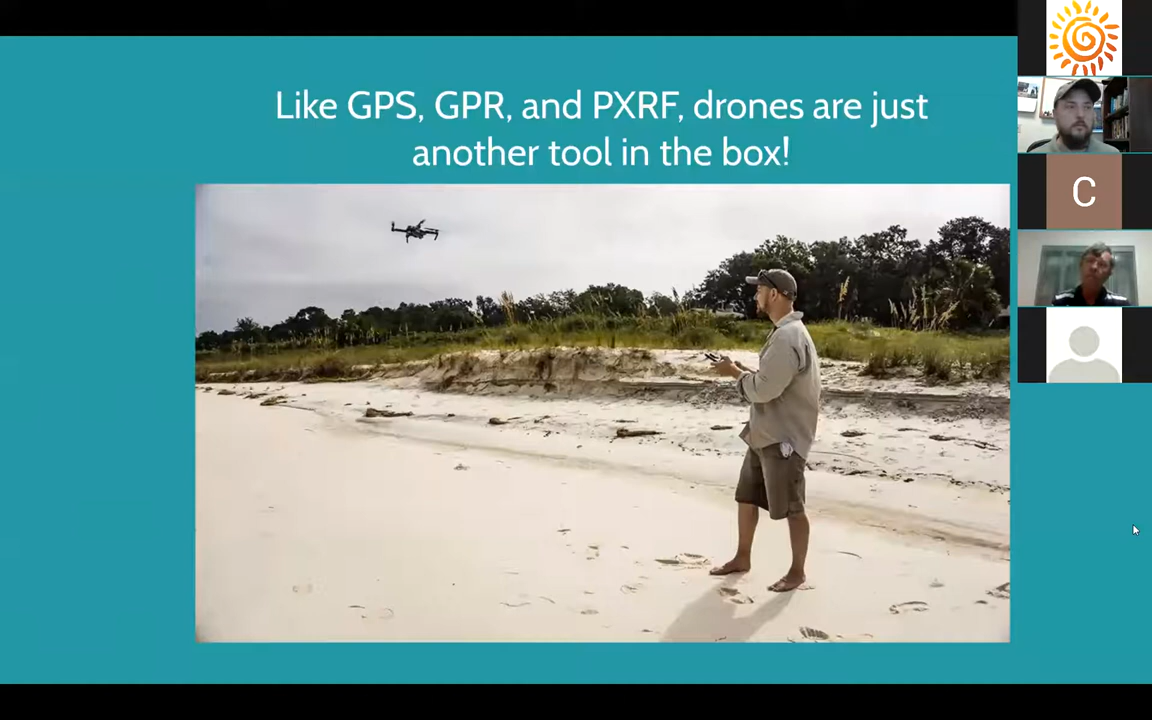 Like GPS, GPR, and PXRF, drones are just
another tool in the box!
C